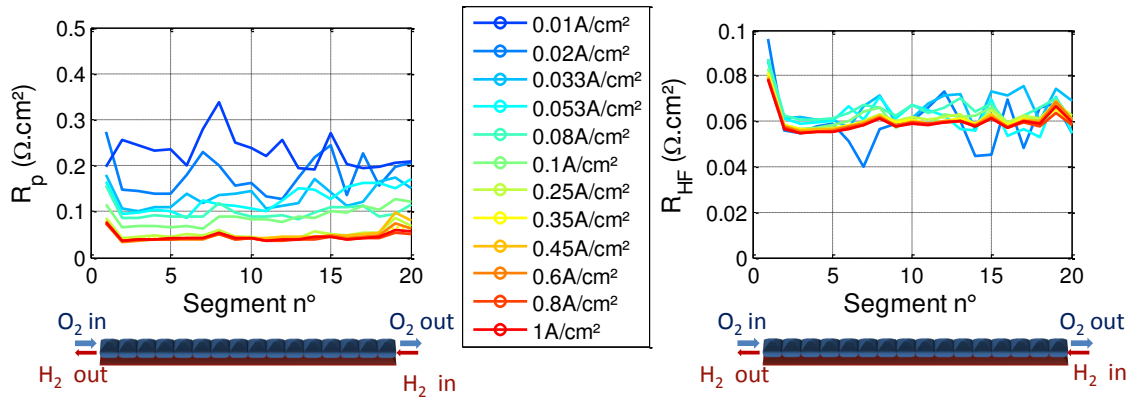 0.5
0.4
0.3
0.2
0.1
0
R_p (Ω.cm²)
0 5 10 15 20
Segment n°
O₂ in
O₂ out
H₂ out
H₂ in
0.01A/cm²
0.02A/cm²
0.033A/cm²
0.053A/cm²
0.08A/cm²
0.1A/cm²
0.25A/cm²
0.35A/cm²
0.45A/cm²
0.6A/cm²
0.8A/cm²
1A/cm²
0.1
0.08
0.06
0.04
0.02
0
R_HF (Ω.cm²)
0 5 10 15 20
Segment n°
O₂ in
O₂ out
H₂ out
H₂ in